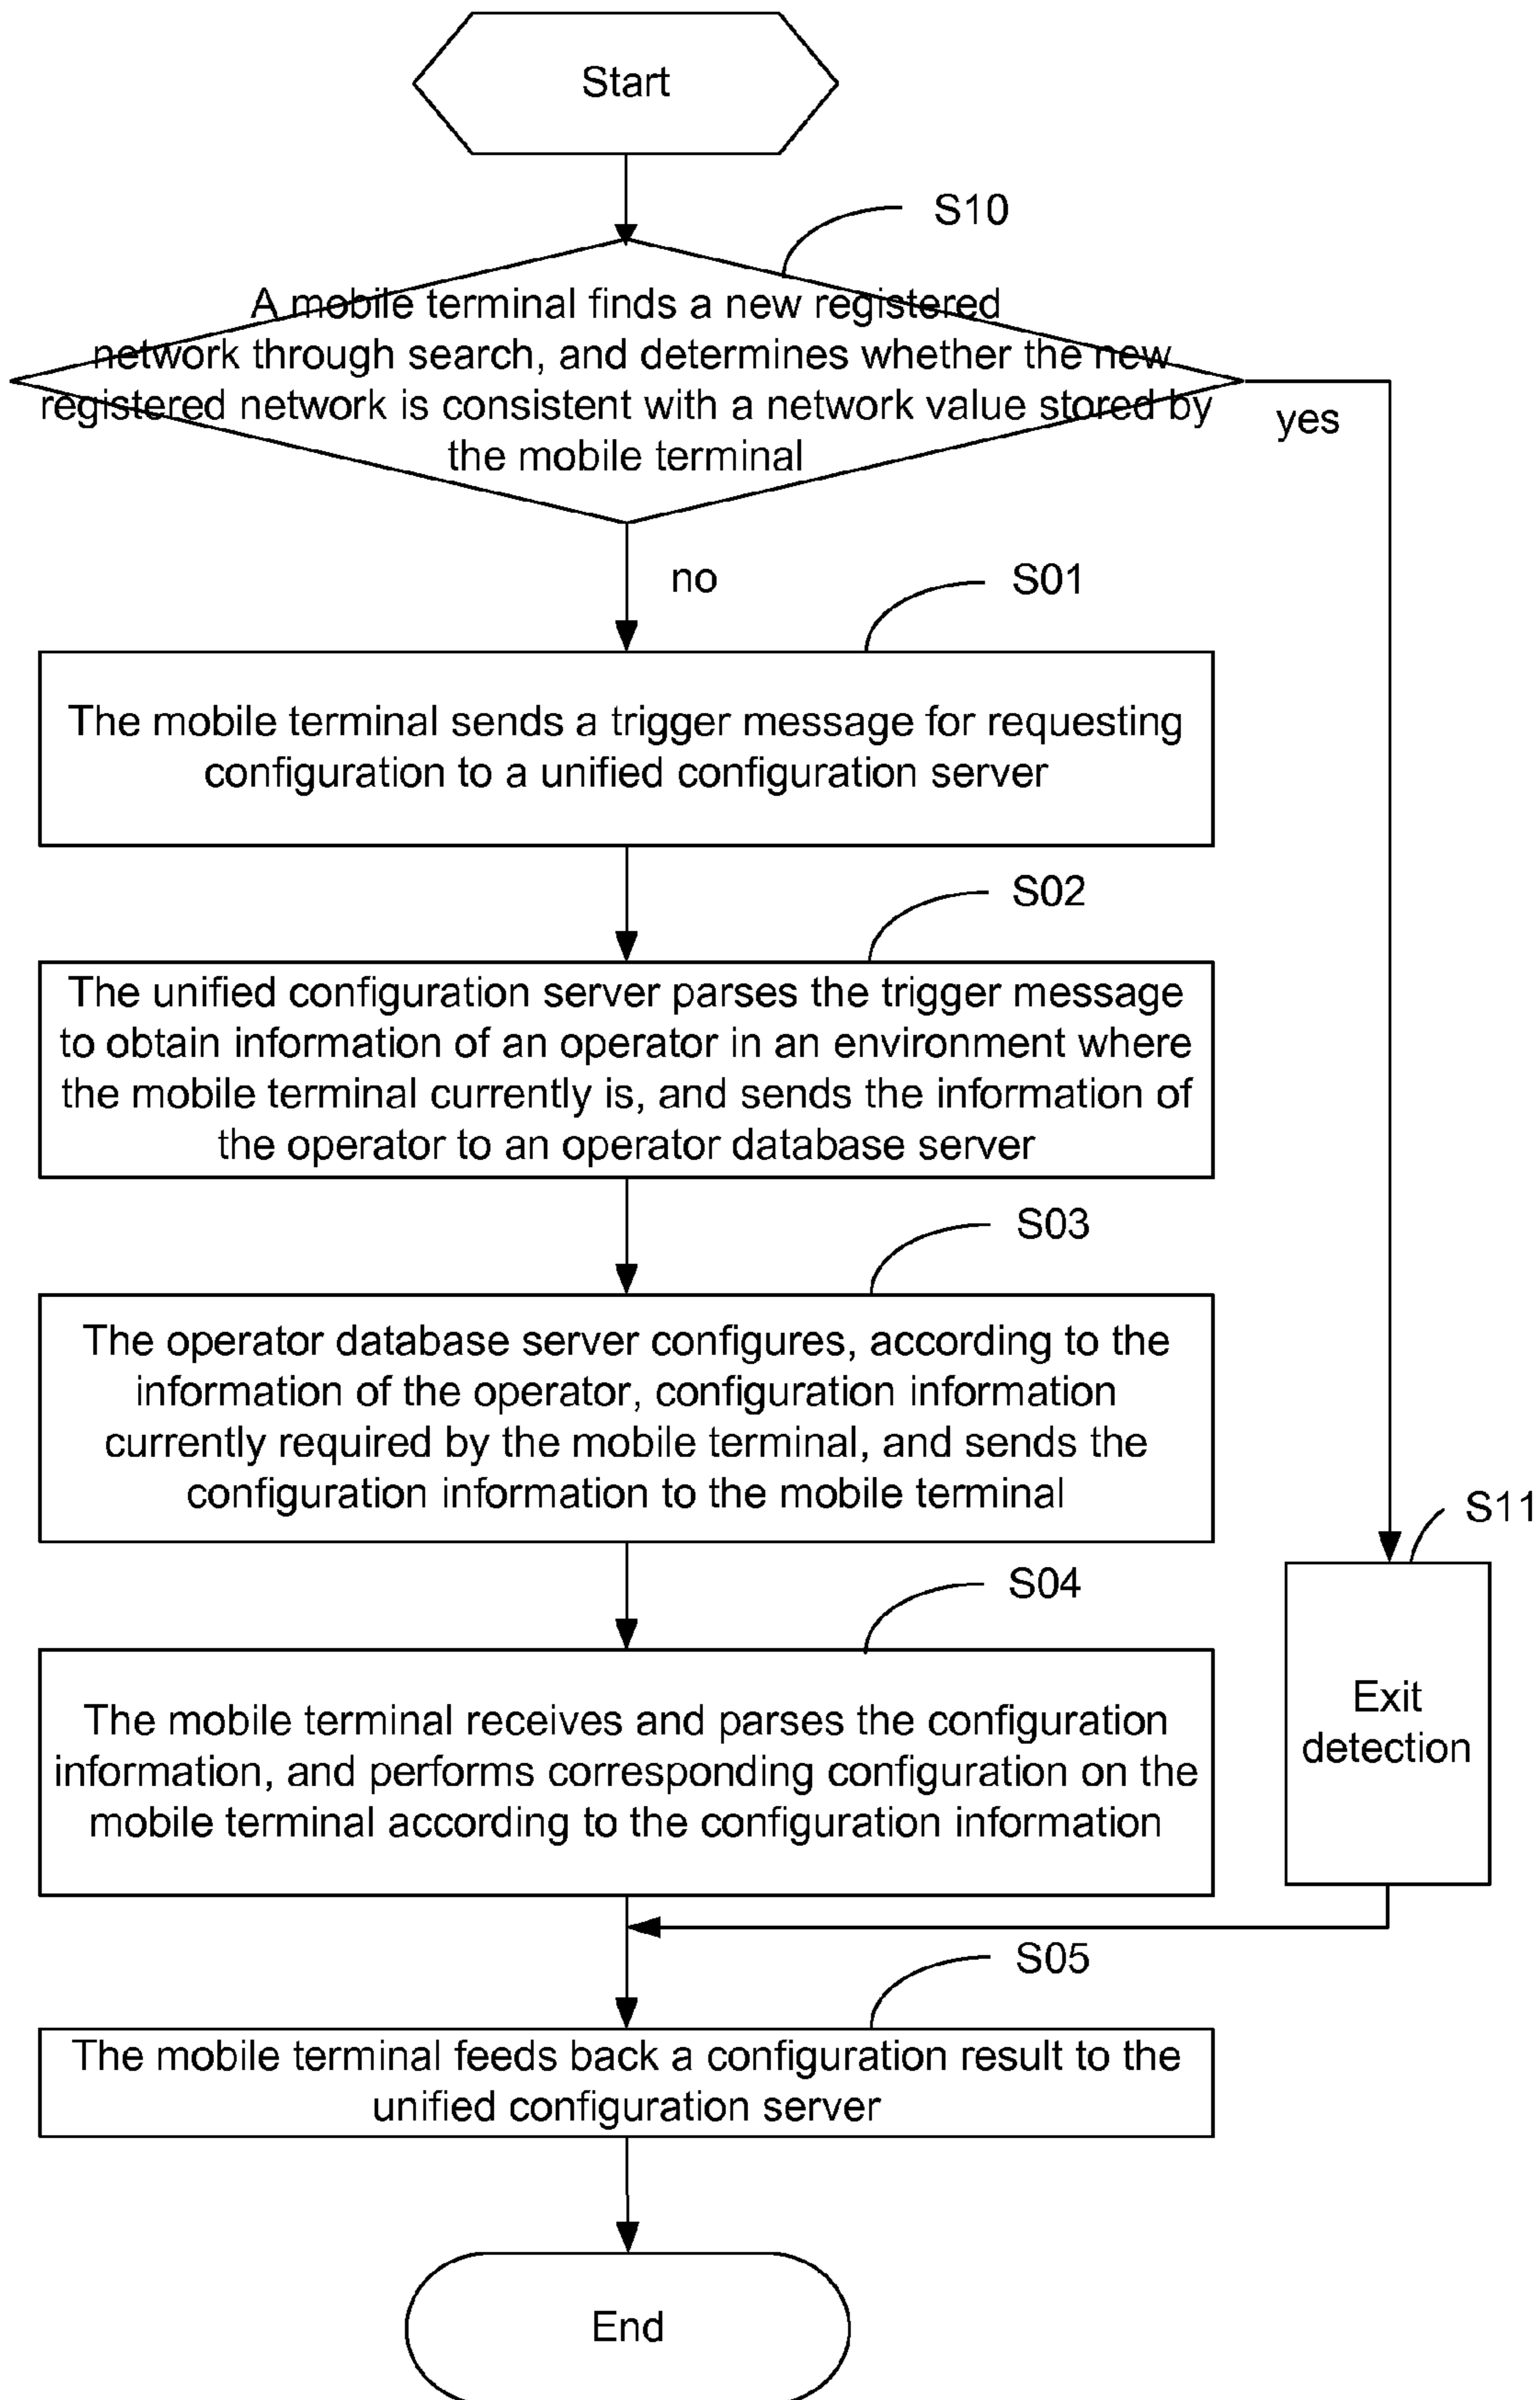 Start
S10
A mobile terminal finds a new registered
network through search, and determines whether the new
registered network is consistent with a network value stored by
the mobile terminal
yes
no
S01
The mobile terminal sends a trigger message for requesting
configuration to a unified configuration server
S02
The unified configuration server parses the trigger message
to obtain information of an operator in an environment where
the mobile terminal currently is, and sends the information of
the operator to an operator database server
S03
The operator database server configures, according to the
information of the operator, configuration information
currently required by the mobile terminal, and sends the
configuration information to the mobile terminal
S11
S04
Exit
detection
The mobile terminal receives and parses the configuration
information, and performs corresponding configuration on the
mobile terminal according to the configuration information
S05
The mobile terminal feeds back a configuration result to the
unified configuration server
End